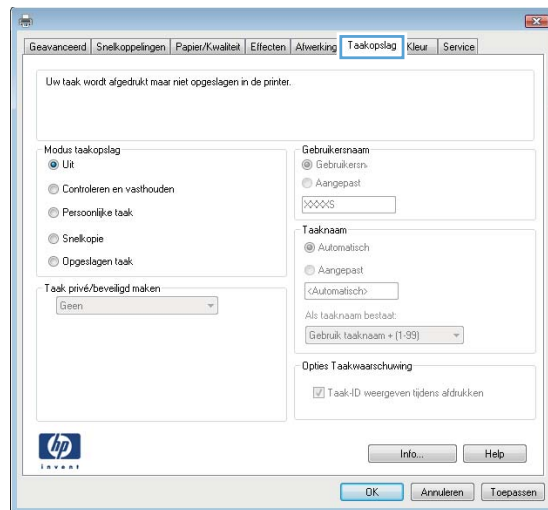 Geavanceerd Snelkoppelingen Papier/Kwaliteit Effecten Afwerking Taakopslag Kleur Service
Uw taak wordt afgedrukt maar niet opgeslagen in de printer.
Modus taakopslag
Uit
Controleren en vasthouden
Persoonlijke taak
Snelkopie
Opgeslagen taak
Taak privé/beveiligd maken
Geen
Gebruikersnaam
Gebruikersn
Aangepast
XXXXS
Taaknaam
Automatisch
Aangepast
<Automatisch>
Als taaknaam bestaat:
Gebruik taaknaam + (1-99)
Opties Taakwaarschuwing
Taak-ID weergeven tijdens afdrukken
hp
invent
Info... Help
OK Annuleren Toepassen